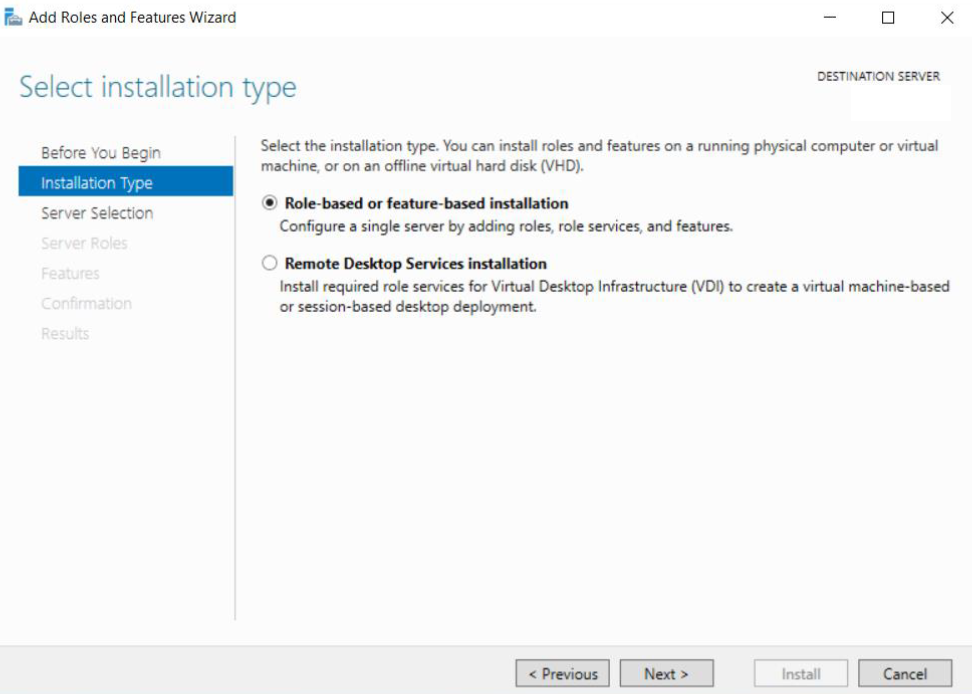 Add Roles and Features Wizard
Select installation type
DESTINATION SERVER
Before You Begin
Installation Type
Server Selection
Server Roles
Features
Confirmation
Results
Select the installation type. You can install roles and features on a running physical computer or virtual
machine, or on an offline virtual hard disk (VHD).
Role-based or feature-based installation
Configure a single server by adding roles, role services, and features.
Remote Desktop Services installation
Install required role services for Virtual Desktop Infrastructure (VDI) to create a virtual machine-based
or session-based desktop deployment.
< Previous
Next >
Install
Cancel